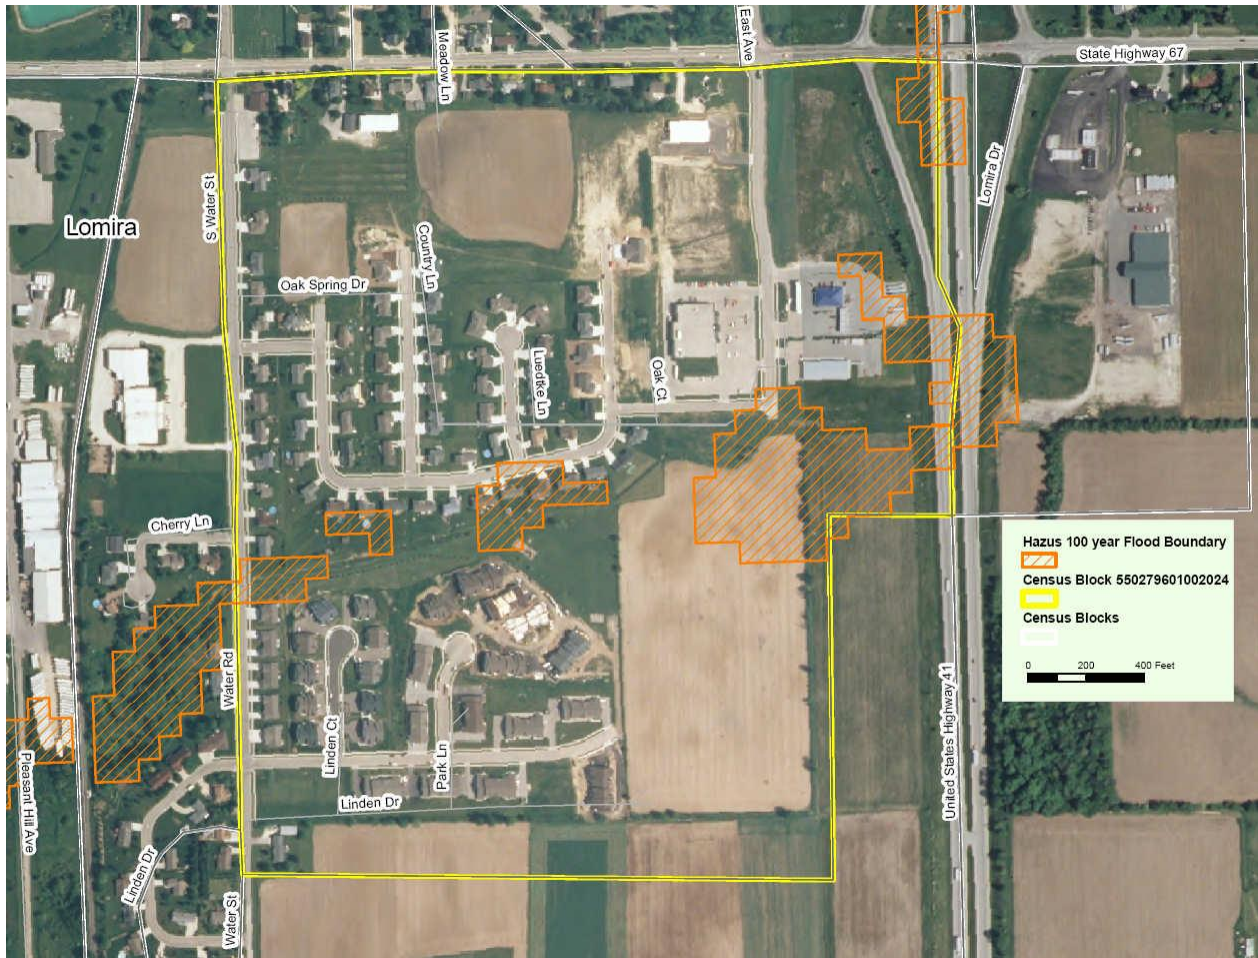 State Highway 67
East Ave
Meadow Ln
Lomira Dr
S Water St
Lomira
Country Ln
Oak Spring Dr
Luedtke Ln
Oak Ct
Cherry Ln
Hazus 100 year Flood Boundary
Census Block 550279601002024
Census Blocks
0 200 400 Feet
Water Rd
Linden Ct
Park Ln
United States Highway 41
Pleasant Hill Ave
Linden Dr
Linden Dr
Water St